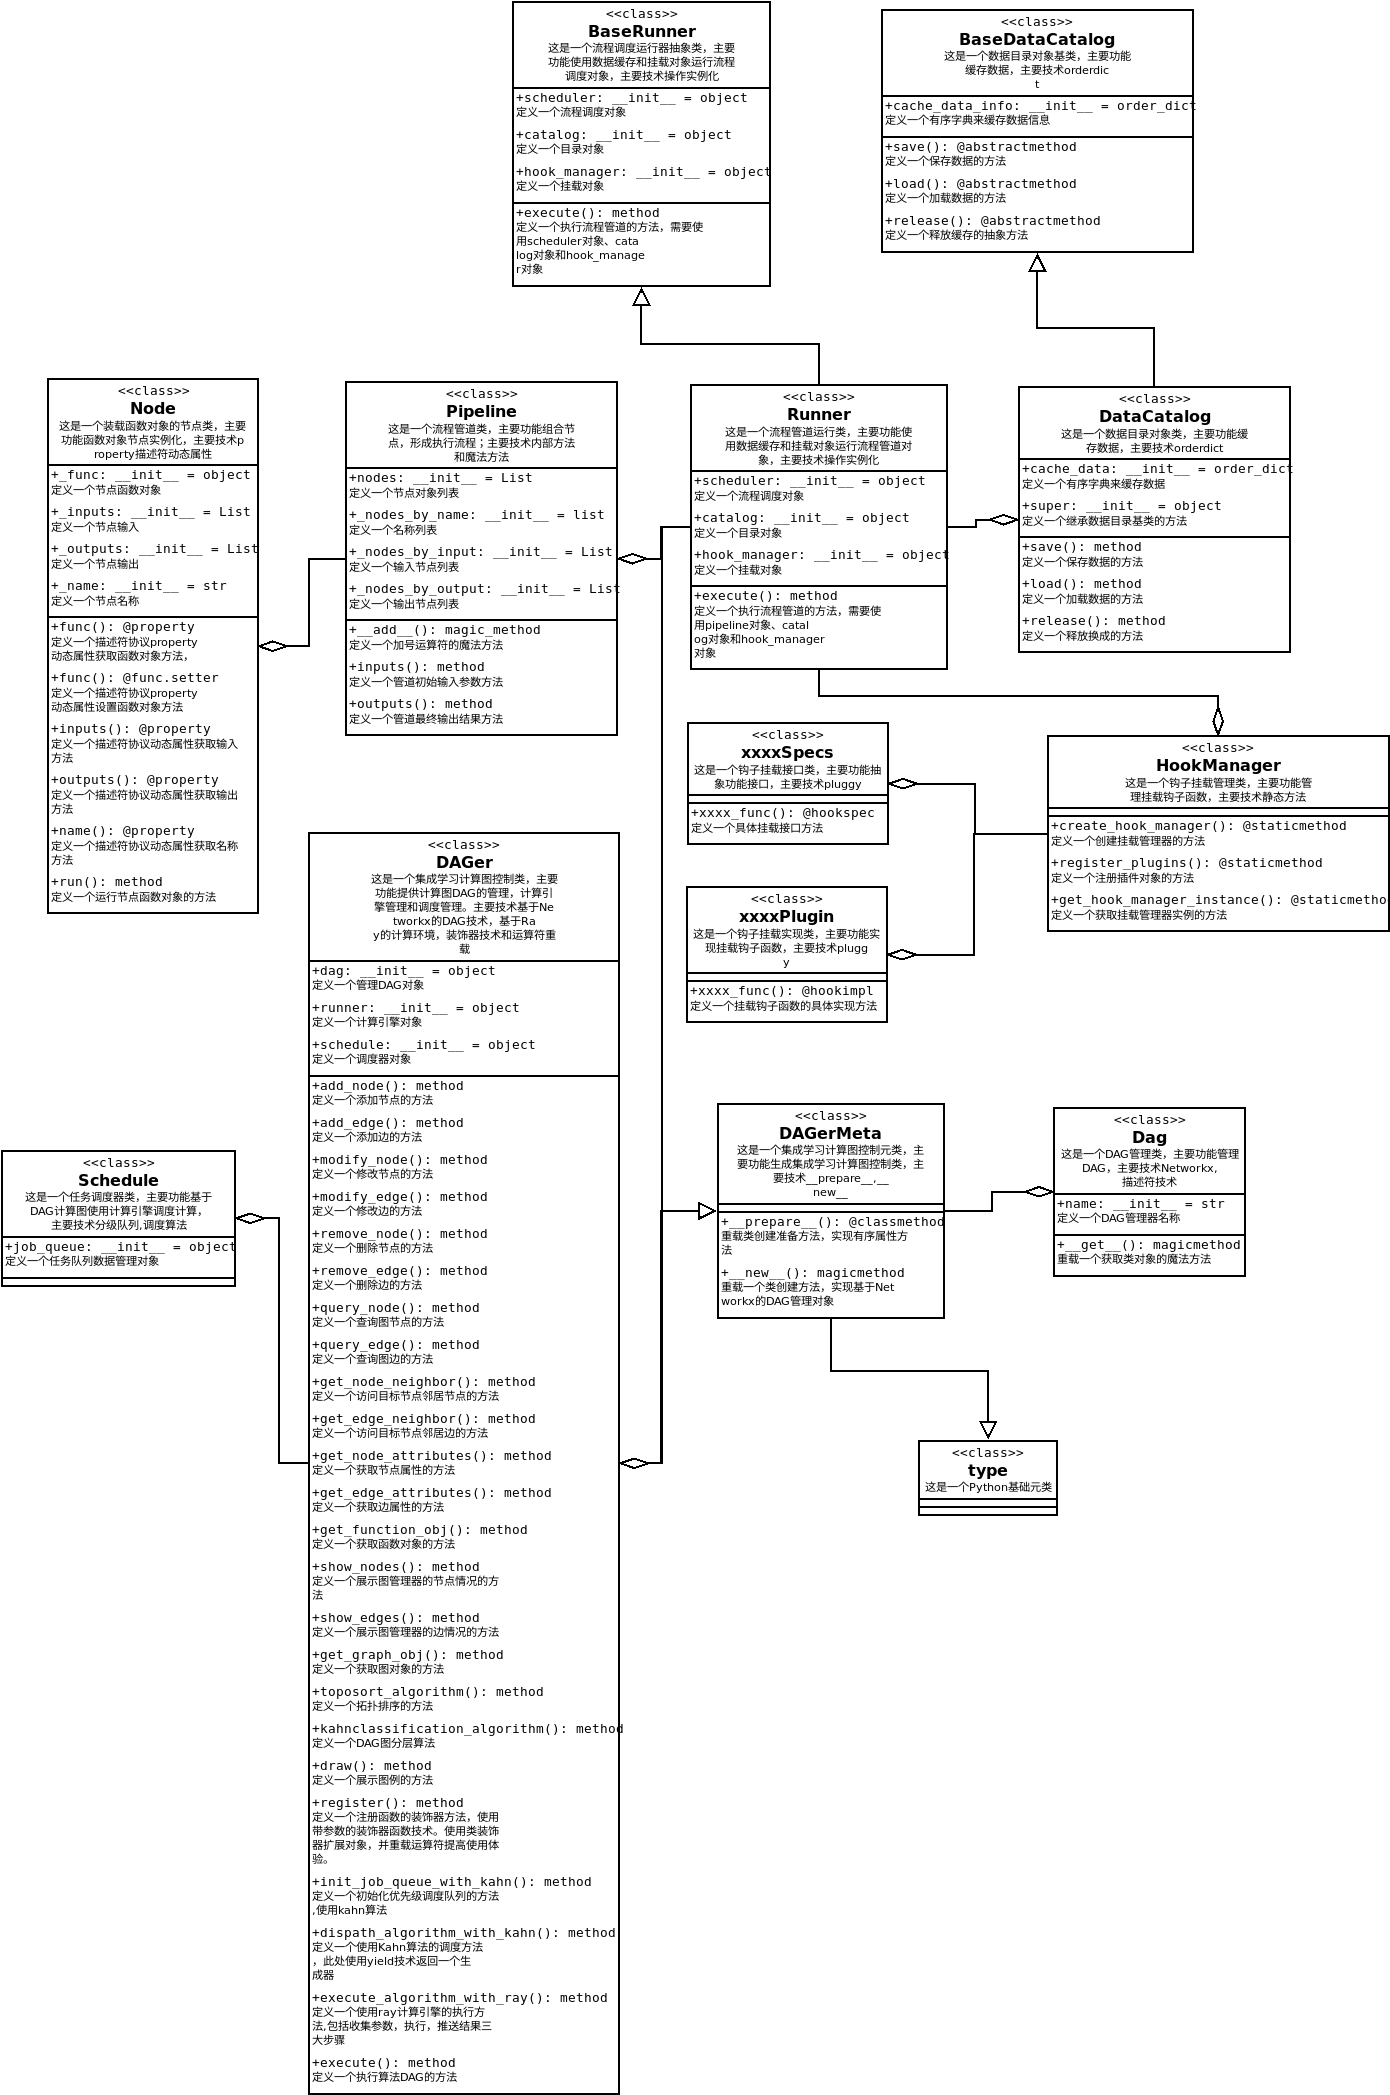 <<class>>
BaseRunner
这是一个流程调度运行器抽象类，主要
功能使用数据缓存和挂载对象运行流程
调度对象，主要技术操作实例化
+scheduler: __init__ = object
定义一个流程调度对象
+catalog: __init__ = object
定义一个目录对象
+hook_manager: __init__ = object
定义一个挂载对象
+execute(): method
定义一个执行流程管道的方法，需要使
用scheduler对象、cata
log对象和hook_manage
r对象
<<class>>
BaseDataCatalog
这是一个数据目录对象基类，主要功能
缓存数据，主要技术orderdic
t
+cache_data_info: __init__ = order_dict
定义一个有序字典来缓存数据信息
+save(): @abstractmethod
定义一个保存数据的方法
+load(): @abstractmethod
定义一个加载数据的方法
+release(): @abstractmethod
定义一个释放缓存的抽象方法
<<class>>
Node
这是一个装载函数对象的节点类，主要
功能函数对象节点实例化，主要技术p
roperty描述符动态属性
+_func: __init__ = object
定义一个节点函数对象
+_inputs: __init__ = List
定义一个节点输入
+_outputs: __init__ = List
定义一个节点输出
+_name: __init__ = str
定义一个节点名称
+func(): @property
定义一个描述符协议property
动态属性获取函数对象方法，
+func(): @func.setter
定义一个描述符协议property
动态属性设置函数对象方法
+inputs(): @property
定义一个描述符协议动态属性获取输入
方法
+outputs(): @property
定义一个描述符协议动态属性获取输出
方法
+name(): @property
定义一个描述符协议动态属性获取名称
方法
+run(): method
定义一个运行节点函数对象的方法
<<class>>
Pipeline
这是一个流程管道类，主要功能组合节
点，形成执行流程；主要技术内部方法
和魔法方法
+nodes: __init__ = List
定义一个节点对象列表
+_nodes_by_name: __init__ = list
定义一个名称列表
+_nodes_by_input: __init__ = List
定义一个输入节点列表
+_nodes_by_output: __init__ = List
定义一个输出节点列表
+__add__(): magic_method
定义一个加号运算符的魔法方法
+inputs(): method
定义一个管道初始输入参数方法
+outputs(): method
定义一个管道最终输出结果方法
<<class>>
Runner
这是一个流程管道运行类，主要功能使
用数据缓存和挂载对象运行流程管道对
象，主要技术操作实例化
+scheduler: __init__ = object
定义一个流程调度对象
+catalog: __init__ = object
定义一个目录对象
+hook_manager: __init__ = object
定义一个挂载对象
+execute(): method
定义一个执行流程管道的方法，需要使
用pipeline对象、catal
og对象和hook_manager
对象
<<class>>
DataCatalog
这是一个数据目录对象类，主要功能缓
存数据，主要技术orderdict
+cache_data: __init__ = order_dict
定义一个有序字典来缓存数据
+super: __init__ = object
定义一个继承数据目录基类的方法
+save(): method
定义一个保存数据的方法
+load(): method
定义一个加载数据的方法
+release(): method
定义一个释放换成的方法
<<class>>
xxxxSpecs
这是一个钩子挂载接口类，主要功能抽
象功能接口，主要技术pluggy
+xxxx_func(): @hookspec
定义一个具体挂载接口方法
<<class>>
HookManager
这是一个钩子挂载管理类，主要功能管
理挂载钩子函数，主要技术静态方法
+create_hook_manager(): @staticmethod
定义一个创建挂载管理器的方法
+register_plugins(): @staticmethod
定义一个注册插件对象的方法
+get_hook_manager_instance(): @staticmetho
定义一个获取挂载管理器实例的方法
<<class>>
xxxxPlugin
这是一个钩子挂载实现类，主要功能实
现挂载钩子函数，主要技术plugg
y
+xxxx_func(): @hookimpl
定义一个挂载钩子函数的具体实现方法
<<class>>
DAGer
这是一个集成学习计算图控制类，主要
功能提供计算图DAG的管理，计算引
擎管理和调度管理。主要技术基于Ne
tworkx的DAG技术，基于Ra
y的计算环境，装饰器技术和运算符重
载
+dag: __init__ = object
定义一个管理DAG对象
+runner: __init__ = object
定义一个计算引擎对象
+schedule: __init__ = object
定义一个调度器对象
+add_node(): method
定义一个添加节点的方法
+add_edge(): method
定义一个添加边的方法
+modify_node(): method
定义一个修改节点的方法
+modify_edge(): method
定义一个修改边的方法
+remove_node(): method
定义一个删除节点的方法
+remove_edge(): method
定义一个删除边的方法
+query_node(): method
定义一个查询图节点的方法
+query_edge(): method
定义一个查询图边的方法
+get_node_neighbor(): method
定义一个访问目标节点邻居节点的方法
+get_edge_neighbor(): method
定义一个访问目标节点邻居边的方法
+get_node_attributes(): method
定义一个获取节点属性的方法
+get_edge_attributes(): method
定义一个获取边属性的方法
+get_function_obj(): method
定义一个获取函数对象的方法
+show_nodes(): method
定义一个展示图管理器的节点情况的方
法
+show_edges(): method
定义一个展示图管理器的边情况的方法
+get_graph_obj(): method
定义一个获取图对象的方法
+toposort_algorithm(): method
定义一个拓扑排序的方法
+kahnclassification_algorithm(): method
定义一个DAG图分层算法
+draw(): method
定义一个展示图例的方法
+register(): method
定义一个注册函数的装饰器方法，使用
带参数的装饰器函数技术。使用类装饰
器扩展对象，并重载运算符提高使用体
验。
+init_job_queue_with_kahn(): method
定义一个初始化优先级调度队列的方法
,使用kahn算法
+dispath_algorithm_with_kahn(): method
定义一个使用Kahn算法的调度方法
，此处使用yield技术返回一个生
成器
+execute_algorithm_with_ray(): method
定义一个使用ray计算引擎的执行方
法,包括收集参数，执行，推送结果三
大步骤
+execute(): method
定义一个执行算法DAG的方法
<<class>>
Schedule
这是一个任务调度器类，主要功能基于
DAG计算图使用计算引擎调度计算，
主要技术分级队列,调度算法
+job_queue: __init__ = object
定义一个任务队列数据管理对象
<<class>>
DAGerMeta
这是一个集成学习计算图控制元类，主
要功能生成集成学习计算图控制类，主
要技术__prepare__,__
new__
+__prepare__(): @classmethod
重载类创建准备方法，实现有序属性方
法
+__new__(): magicmethod
重载一个类创建方法，实现基于Net
workx的DAG管理对象
<<class>>
Dag
这是一个DAG管理类，主要功能管理
DAG，主要技术Networkx,
描述符技术
+name: __init__ = str
定义一个DAG管理器名称
+__get__(): magicmethod
重载一个获取类对象的魔法方法
<<class>>
type
这是一个Python基础元类